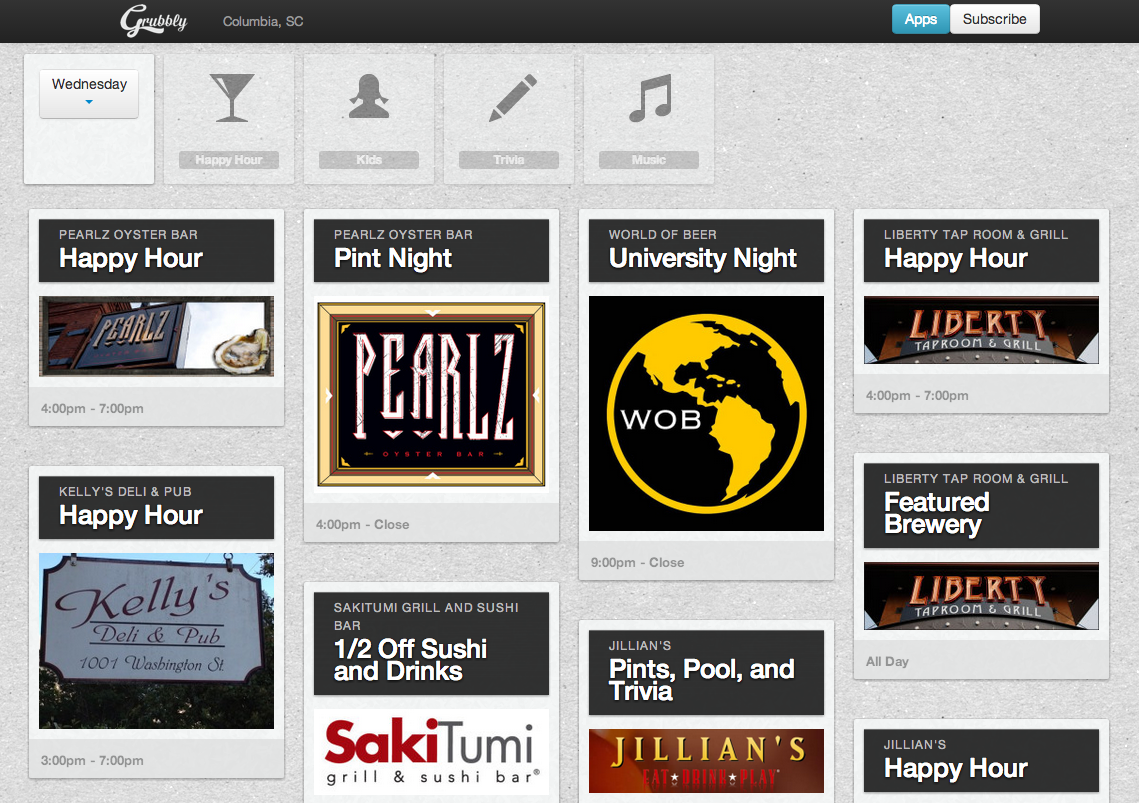 Grubbly
Columbia, SC
Apps
Subscribe
Wednesday
Happy Hour
Kids
Trivia
Music
PEARLZ OYSTER BAR
Happy Hour
PEARLZ
OYSTER BAR
4:00pm - 7:00pm
KELLY'S DELI & PUB
Happy Hour
Kelly's
Deli & Pub
1001 Washington St.
3:00pm - 7:00pm
PEARLZ OYSTER BAR
Pint Night
PEARLZ
OYSTER BAR
4:00pm - Close
SAKITUMI GRILL AND SUSHI
BAR
1/2 Off Sushi
and Drinks
SakiTumi
grill & sushi bar®
WORLD OF BEER
University Night
WOB
9:00pm - Close
JILLIAN'S
Pints, Pool, and
Trivia
JILLIAN'S
EAT★DRINK★PLAY
LIBERTY TAP ROOM & GRILL
Happy Hour
LIBERTY
TAPROOM & GRILL
4:00pm - 7:00pm
LIBERTY TAP ROOM & GRILL
Featured
Brewery
LIBERTY
TAPROOM & GRILL
All Day
JILLIAN'S
Happy Hour